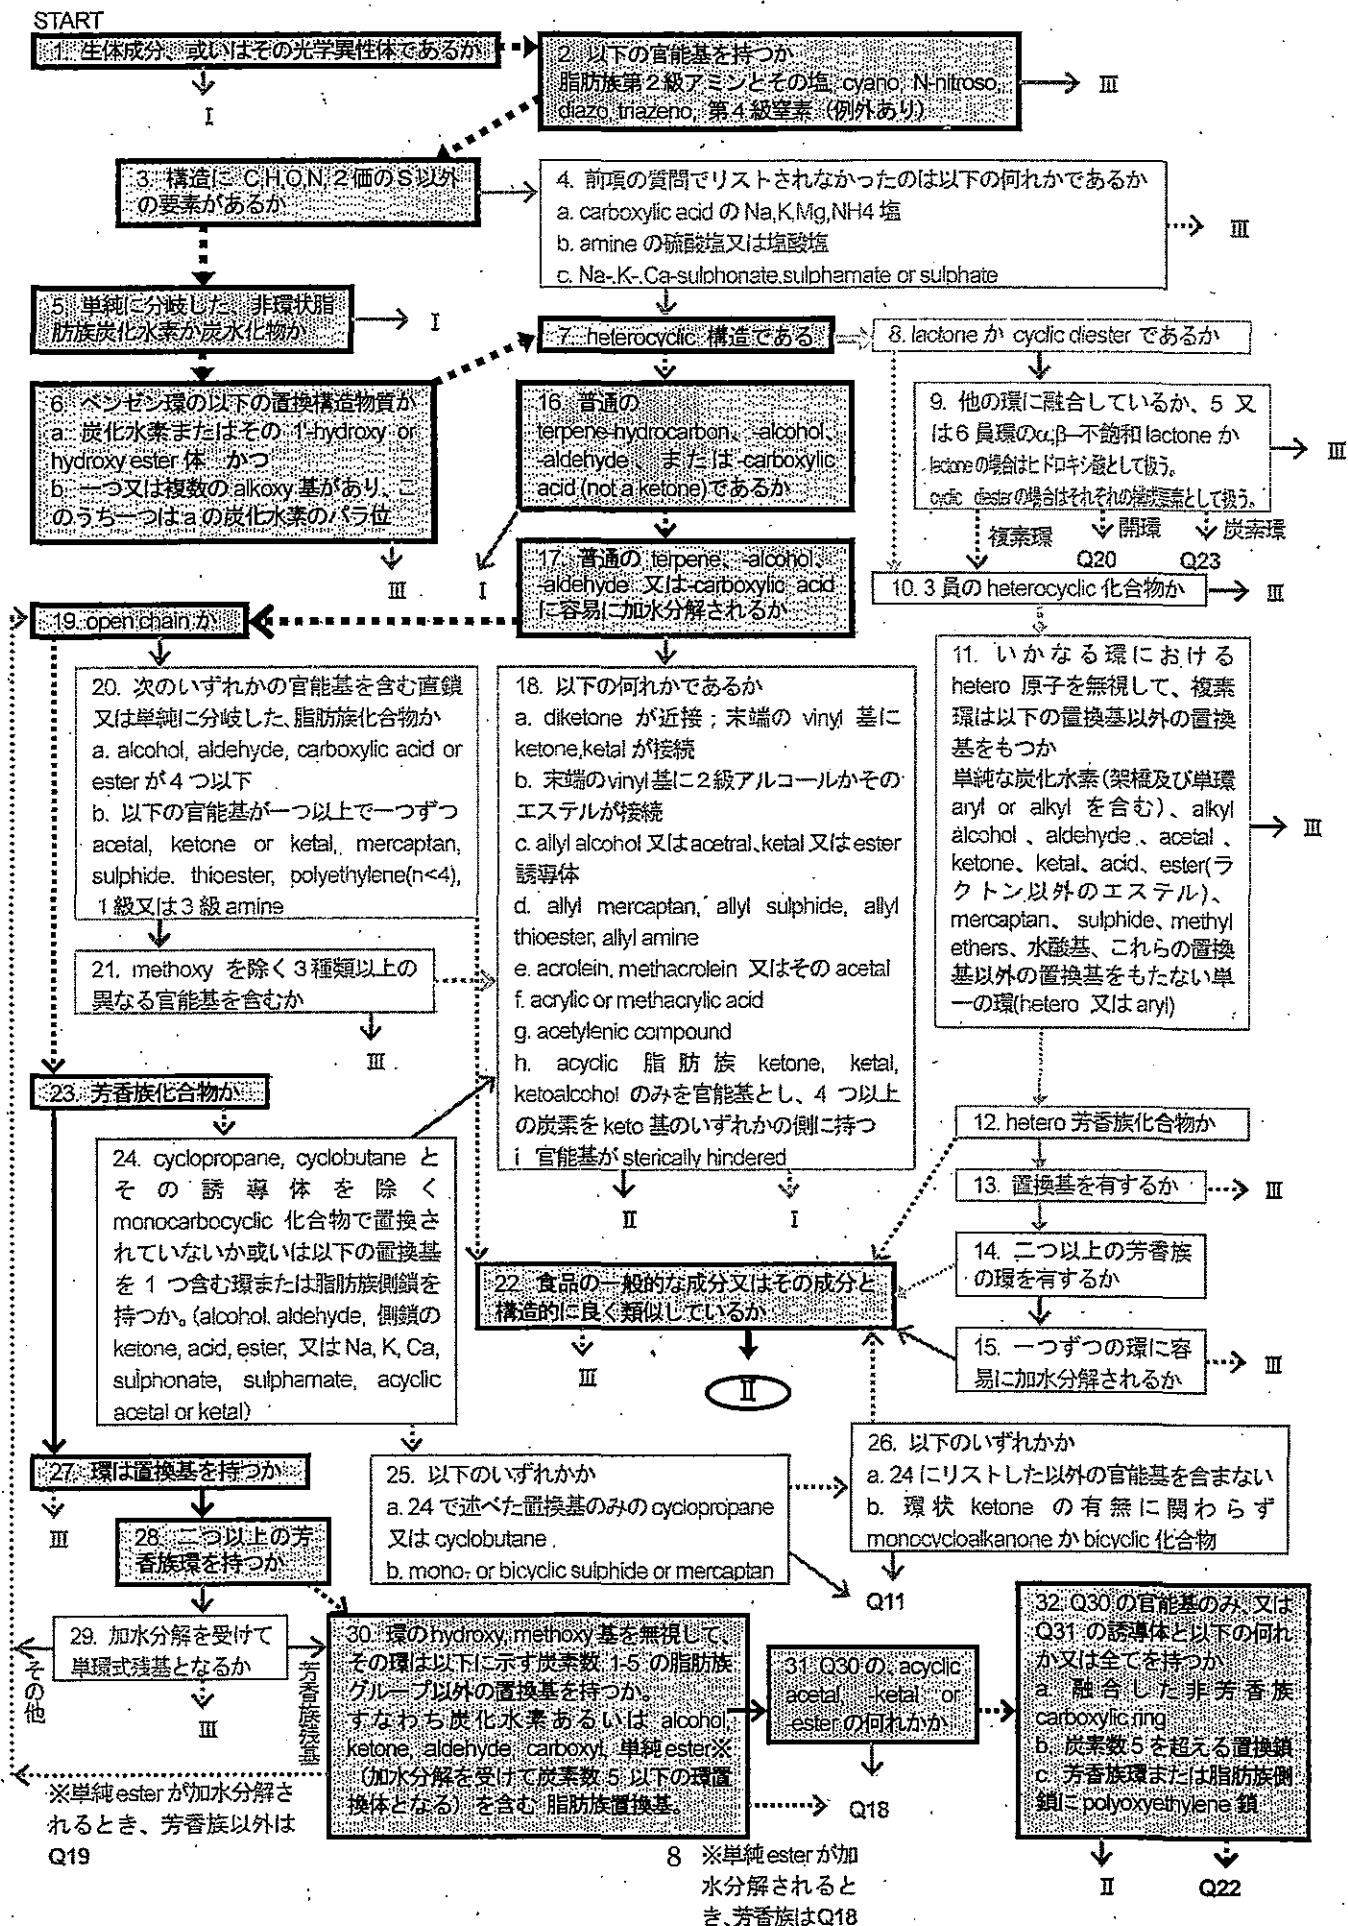 START
1. 生体成分、或いはその光学異性体であるか
I
2. 以下の官能基を持つか
脂肪族第2級アミンとその塩, cyano, N-nitroso,
diazo, triazeno, 第4級窒素 (例外あり)
III
3. 構造に C,H,O,N,2価のS以外
の要素があるか
4. 前項の質問でリストされなかったのは以下の何れかであるか
a. carboxylic acid の Na,K,Mg,NH4 塩
b. amine の硫酸塩又は塩酸塩
c. Na-.K-.Ca-sulphonate.sulphamate or sulphate
III
5. 単純に分岐した、非環状脂
肪族炭化水素か炭水化物か
I
6. ベンゼン環の以下の置換構造物質か
a: 炭化水素またはその 1'-hydroxy or
hydroxy ester 体 かつ
b: 一つ又は複数の alkoxy 基があり、こ
のうち一つは a の炭化水素のパラ位
III
7. heterocyclic 構造である
8. lactone か cyclic diester であるか
9. 他の環に融合しているか、5 又
は6 員環のα,β–不飽和 lactone か
lactoneの場合はヒドロキシ酸として扱う。
cyclic diesterの場合はそれぞれの構成要素として扱う。
III
複素環
開環
炭素環
Q20
Q23
10. 3 員の heterocyclic 化合物か
III
16. 普通の
terpene-hydrocarbon、-alcohol、
-aldehyde、または-carboxylic
acid (not a ketone)であるか
I
17. 普通の terpene、-alcohol、
-aldehyde 又は-carboxylic acid
に容易に加水分解されるか
19. open chain か
11. いかなる環における
hetero 原子を無視して、複素
環は以下の置換基以外の置換
基をもつか
単純な炭化水素(架橋及び単環
aryl or alkyl を含む)、alkyl
alcohol 、aldehyde 、acetal 、
ketone、ketal、acid、ester(ラ
クトン以外のエステル)、
mercaptan、 sulphide、methyl
ethers、水酸基、これらの置換
基以外の置換基をもたない単
一の環(hetero 又は aryl)
III
20. 次のいずれかの官能基を含む直鎖
又は単純に分岐した、脂肪族化合物か
a. alcohol, aldehyde, carboxylic acid or
ester が 4 つ以下
b. 以下の官能基が一つ以上で一つずつ
acetal, ketone or ketal, mercaptan,
sulphide. thioester, polyethylene(n<4),
1級又は3 級 amine
18. 以下の何れかであるか
a. diketone が近接；末端の vinyl 基に
ketone,ketal が接続
b. 末端のvinyl基に2級アルコールかその
エステルが接続
c. allyl alcohol 又はacetral、ketal又はester
誘導体
d. allyl mercaptan, allyl sulphide, allyl
thioester, allyl amine
e. acrolein, methacrolein 又はその acetal
f. acrylic or methacrylic acid
g. acetylenic compound
h. acyclic 脂肪族 ketone, ketal,
ketoalcohol のみを官能基とし、4 つ以上
の炭素を keto 基のいずれかの側に持つ
i 官能基が sterically hindered
II
I
21. methoxy を除く3種類以上の
異なる官能基を含むか
III
23. 芳香族化合物か
24. cyclopropane, cyclobutane と
その誘導体を除く
monocarbocyclic 化合物で置換さ
れていないか或いは以下の置換基
を 1 つ含む環または脂肪族側鎖を
持つか。(alcohol, aldehyde, 側鎖の
ketone, acid, ester, 又は Na, K, Ca,
sulphonate, sulphamate, acyclic
acetal or ketal)
12. hetero 芳香族化合物か
13. 置換基を有するか
III
14. 二つ以上の芳香族
の環を有するか
15. 一つずつの環に容
易に加水分解されるか
III
22. 食品の一般的な成分又はその成分と
構造的に良く類似しているか
III
II
27. 環は置換基を持つか
III
25. 以下のいずれかか
a. 24で述べた置換基のみの cyclopropane
又は cyclobutane
b. mono- or bicyclic sulphide or mercaptan
26. 以下のいずれかか
a. 24 にリストした以外の官能基を含まない
b. 環状 ketone の有無に関わらず
monocycloalkanone か bicyclic 化合物
Q11
28. 二つ以上の芳
香族環を持つか
29. 加水分解を受けて
単環式残基となるか
その他
芳香族残基
III
30. 環のhydroxy, methoxy 基を無視して、
その環は以下に示す炭素数 1-5 の脂肪族
グループ以外の置換基を持つか。
すなわち炭化水素あるいは alcohol,
ketone, aldehyde, carboxyl, 単純 ester※
(加水分解を受けて炭素数 5 以下の環置
換体となる) を含む 脂肪族置換基。
31 Q30 の、acyclic
acetal, -ketal or
-ester の何れかか
Q18
32. Q30 の官能基のみ、又は
Q31 の誘導体と以下の何れ
か又は全てを持つか
a. 融合した非芳香族
carboxylic ring
b. 炭素数5を超える置換鎖
c. 芳香族環または脂肪族側
鎖に polyoxyethylene 鎖
II
Q22
※単純 ester が加水分解さ
れるとき、芳香族以外は
Q19
8
※単純 ester が加
水分解されると
き、芳香族はQ18